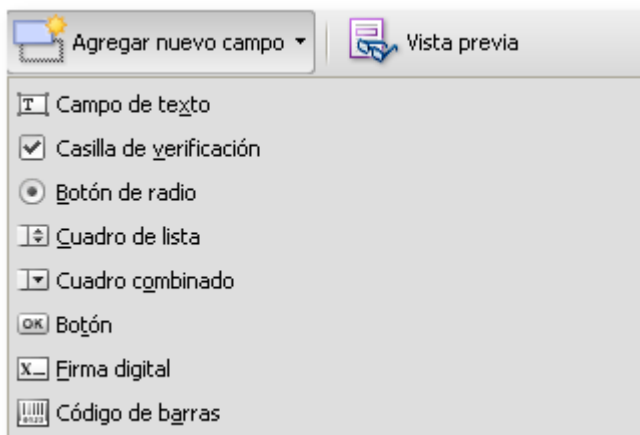 Agregar nuevo campo Vista previa
Campo de texto
Casilla de verificación
Botón de radio
Cuadro de lista
Cuadro combinado
OK Botón
X Firma digital
Código de barras